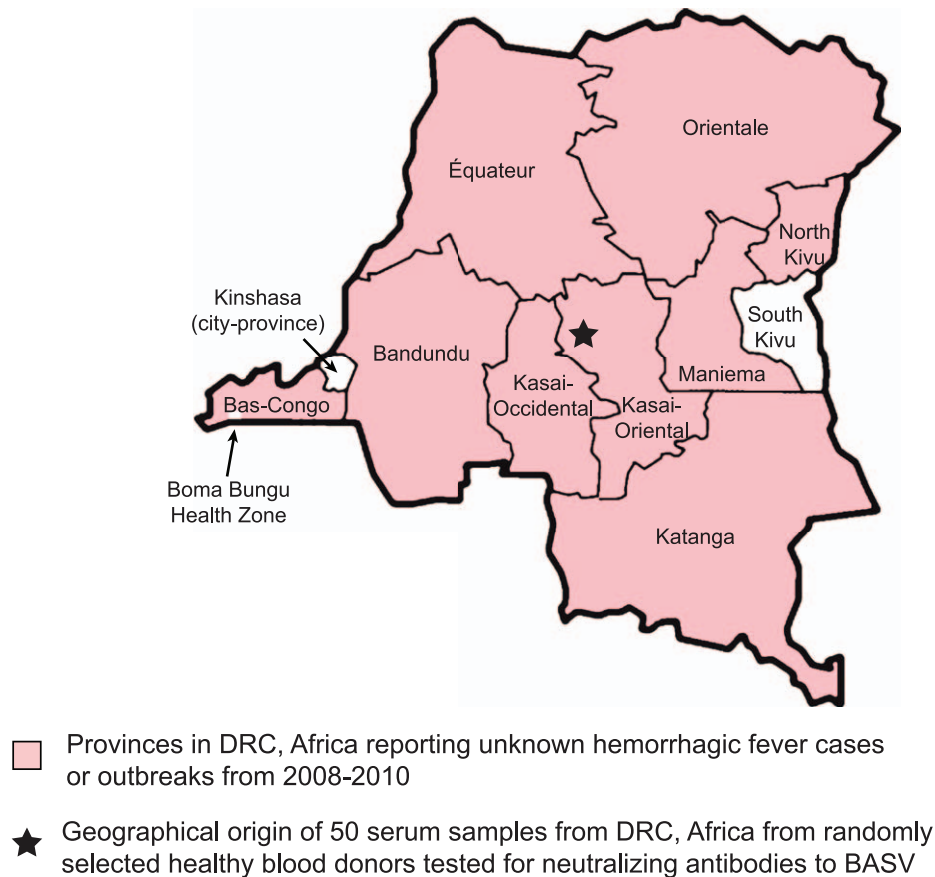 Orientale
Équateur
North
Kivu
Kinshasa
(city-province)
South
Kivu
Bandundu
Maniema
Kasai-
Occidental
Kasai-
Oriental
Bas-Congo
Boma Bungu
Health Zone
Katanga
Provinces in DRC, Africa reporting unknown hemorrhagic fever cases
or outbreaks from 2008-2010
Geographical origin of 50 serum samples from DRC, Africa from randomly
selected healthy blood donors tested for neutralizing antibodies to BASV